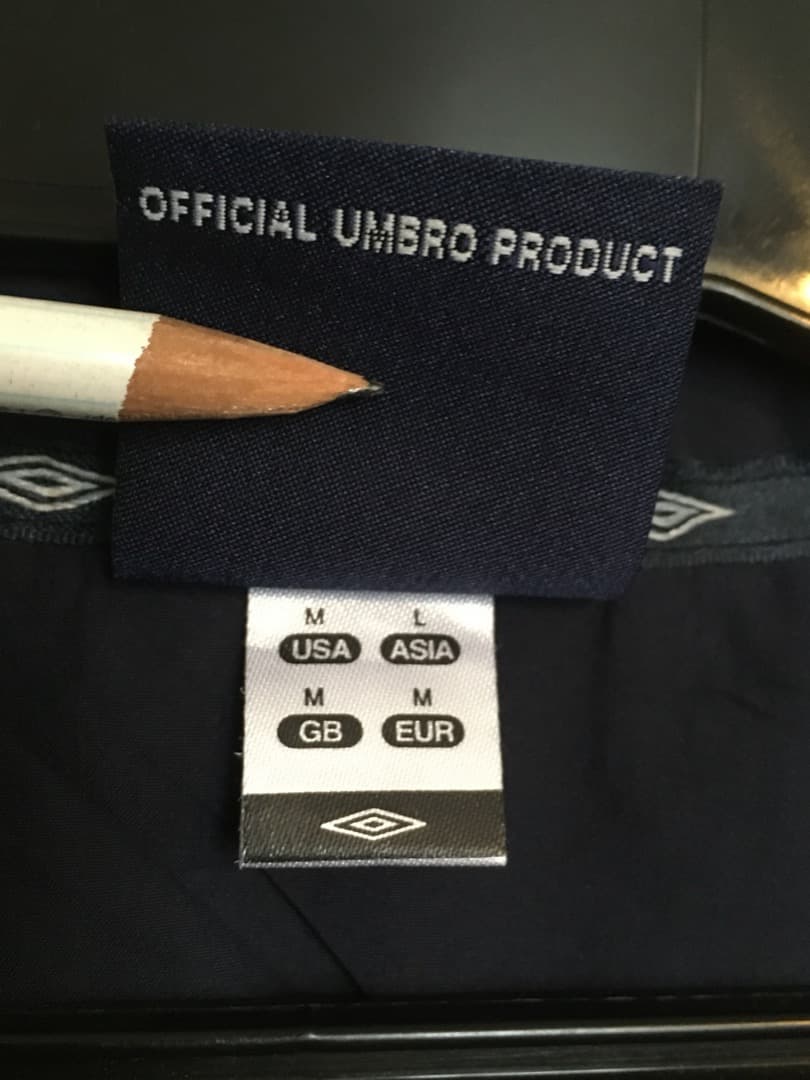 OFFICIAL UMBRO PRODUCT
M L
USA ASIA
M M
GB EUR